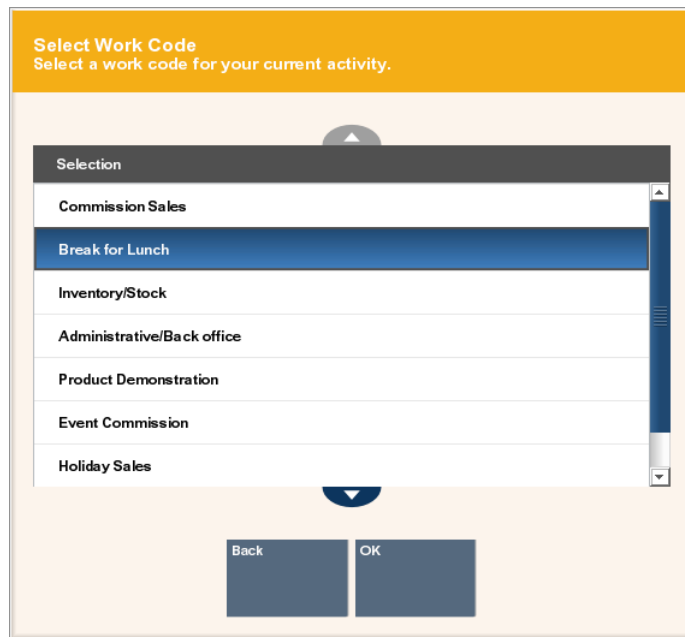 Select Work Code
Select a work code for your current activity.
Selection
Commission Sales
Break for Lunch
Inventory/Stock
Administrative/Back office
Product Demonstration
Event Commission
Holiday Sales
Back
OK